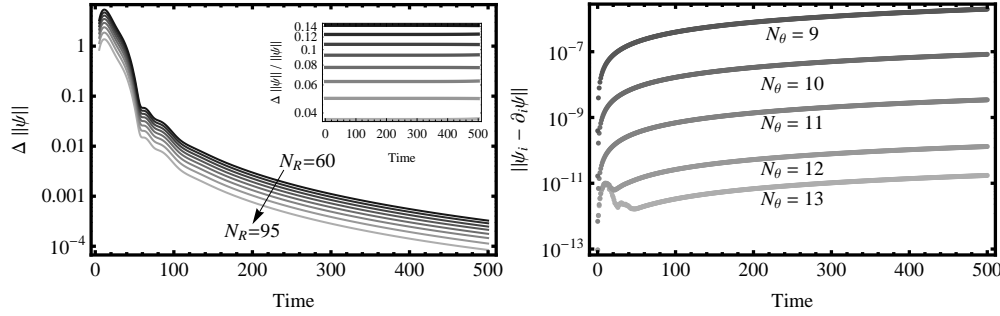 Δ ||ψ||
1
0.1
0.01
0.001
10⁻⁴
0 100 200 300 400 500
Time
N_R=60
N_R=95
Δ ||ψ|| / ||ψ||
0.14
0.12
0.1
0.08
0.06
0.04
0 100 200 300 400 500
Time
||ψ_i − ∂_iψ||
10⁻⁷
10⁻⁹
10⁻¹¹
10⁻¹³
0 100 200 300 400 500
Time
N_θ = 9
N_θ = 10
N_θ = 11
N_θ = 12
N_θ = 13